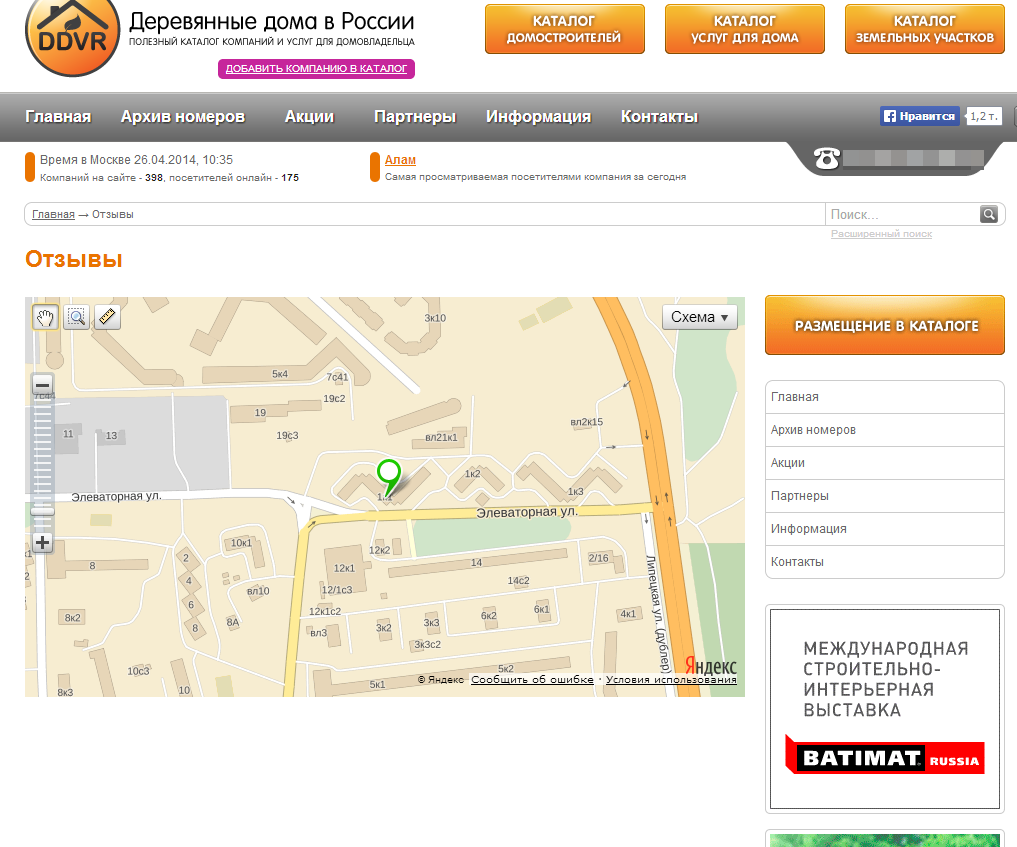 DDVR
Деревянные дома в России
ПОЛЕЗНЫЙ КАТАЛОГ КОМПАНИЙ И УСЛУГ ДЛЯ ДОМОВЛАДЕЛЬЦА
ДОБАВИТЬ КОМПАНИЮ В КАТАЛОГ
КАТАЛОГ
ДОМОСТРОИТЕЛЕЙ
КАТАЛОГ
УСЛУГ ДЛЯ ДОМА
КАТАЛОГ
ЗЕМЕЛЬНЫХ УЧАСТКОВ
Главная Архив номеров Акции Партнеры Информация Контакты
Нравится 1,2 т.
Время в Москве 26.04.2014, 10:35
Компаний на сайте - 398, посетителей онлайн - 175
Алам
Самая просматриваемая посетителями компания за сегодня
Главная → Отзывы
Поиск...
Расширенный поиск
Отзывы
Схема ▼
3к10
5к4
7с41
7с44
19с2
19
19с3
11
13
вл21к1
вл2к15
1к2
1к1
1к3
Элеваторная ул.
Элеваторная ул.
10к1
2
8
4
вл10
6
8к2
8А
8
12к2
12к1
14
2/16
12/1с3
14с2
12к1с2
6к1
6к2
4к1
3к3
3к2
вл3
3к3с2
Липецкая ул. (дублер)
10с3
5к2
5к1
10
8к3
Яндекс
© Яндекс Сообщить об ошибке · Условия использования
РАЗМЕЩЕНИЕ В КАТАЛОГЕ
Главная
Архив номеров
Акции
Партнеры
Информация
Контакты
МЕЖДУНАРОДНАЯ
СТРОИТЕЛЬНО-
ИНТЕРЬЕРНАЯ
ВЫСТАВКА
BATIMAT RUSSIA